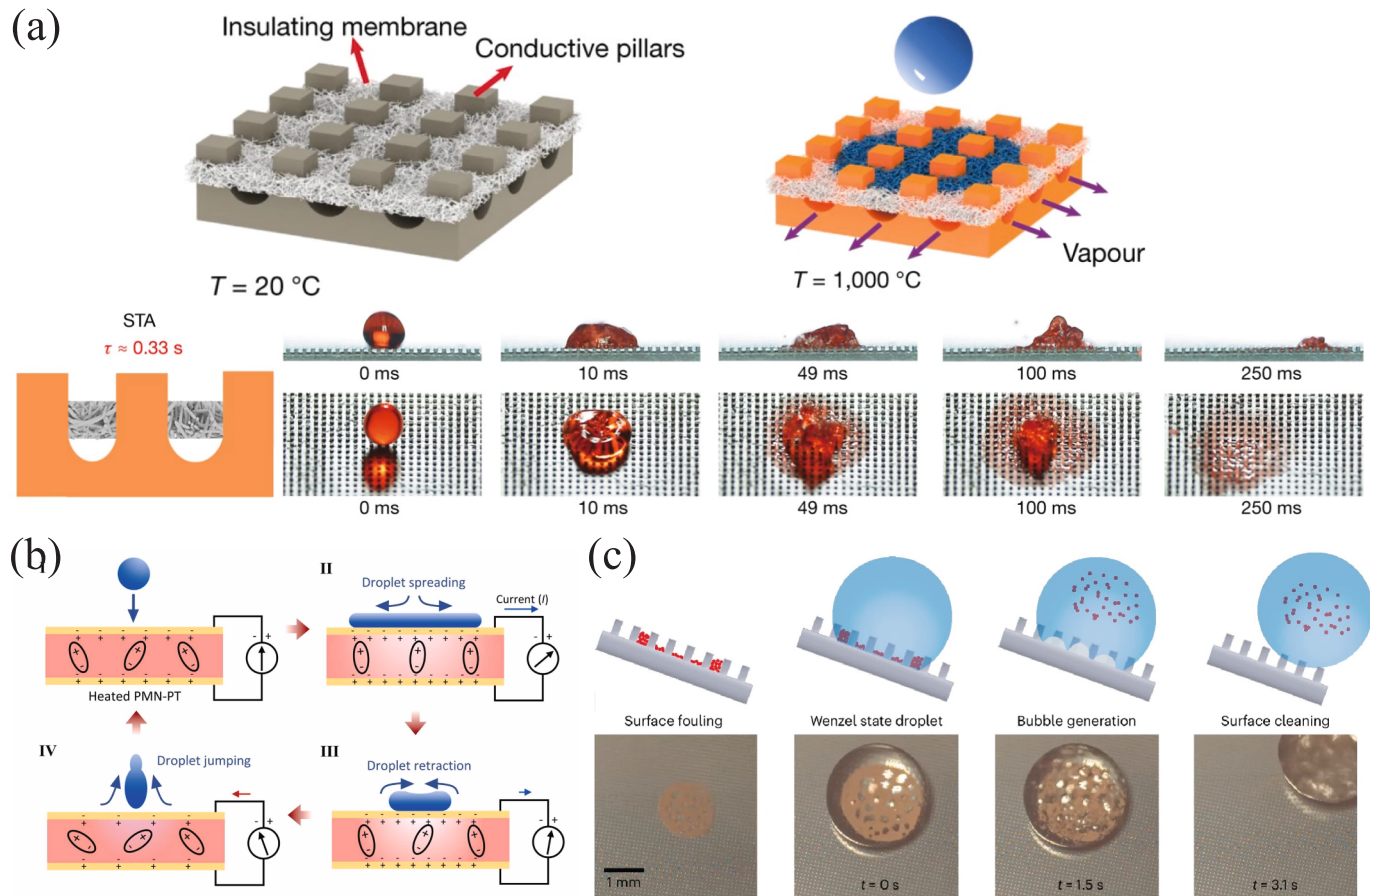 (a)
Insulating membrane
Conductive pillars
T = 20 °C
T = 1,000 °C
Vapour
STA
τ ≈ 0.33 s
0 ms
10 ms
49 ms
100 ms
250 ms
0 ms
10 ms
49 ms
100 ms
250 ms
(b)
- +
Heated PMN-PT
II
Droplet spreading
Current (I)
- +
IV
Droplet jumping
- +
III
Droplet retraction
- +
(c)
Surface fouling
Wenzel state droplet
Bubble generation
Surface cleaning
1 mm
t = 0 s
t = 1.5 s
t = 3.1 s